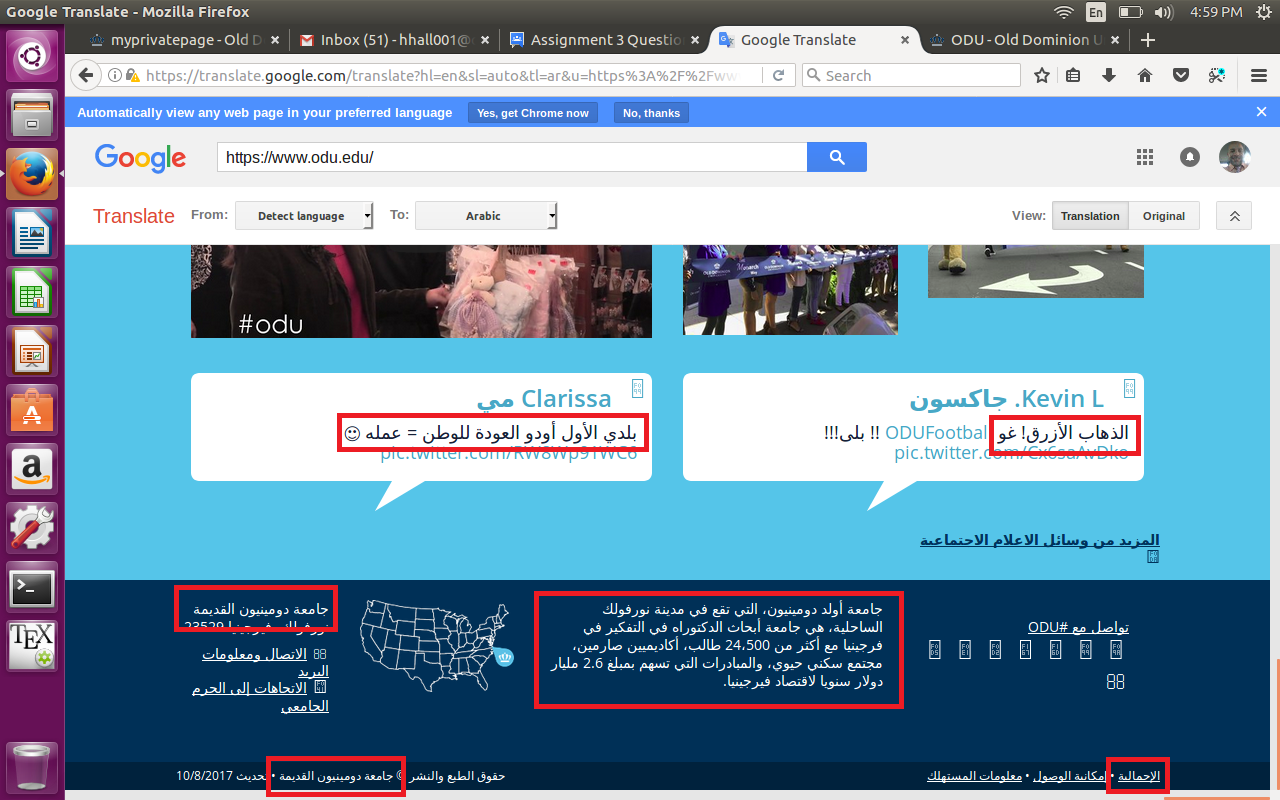 Google Translate - Mozilla Firefox
En
4:59 PM
myprivatepage - Old D
Inbox (51) - hhall001@
Assignment 3 Questio
Google Translate
ODU - Old Dominion U
https://translate.google.com/translate?hl=en&sl=auto&tl=ar&u=https%3A%2F%2Fww
Search
Automatically view any web page in your preferred language
Yes, get Chrome now
No, thanks
Google
https://www.odu.edu/
Translate
From:
Detect language
To:
Arabic
View:
Translation
Original
#odu
Kevin L. جاكسون
الذهاب الأزرق! غو ODUFootbal !! بلى!!!
pic.twitter.com/Cx6saAvDko
Clarissa مي
بلدي الأول أودو العودة للوطن = عمله ☺
pic.twitter.com/RW8Wp91WC6
المزيد من وسائل الاعلام الاجتماعية
تواصل مع #ODU
جامعة أولد دومينيون، التي تقع في مدينة نورفولك
الساحلية، هي جامعة أبحاث الدكتوراه في التفكير في
فرجينيا مع أكثر من 24.500 طالب، أكاديميين صارمين،
مجتمع سكني حيوي، والمبادرات التي تسهم بمبلغ 2.6 مليار
دولار سنويا لاقتصاد فيرجينيا.
جامعة دومينيون القديمة
نورفولك، فيرجينيا 23529
الاتصال ومعلومات
البريد
الاتجاهات إلى الحرم
الجامعي
الإجمالية • إمكانية الوصول • معلومات المستهلك
حقوق الطبع والنشر © جامعة دومينيون القديمة • تحديث 10/8/2017